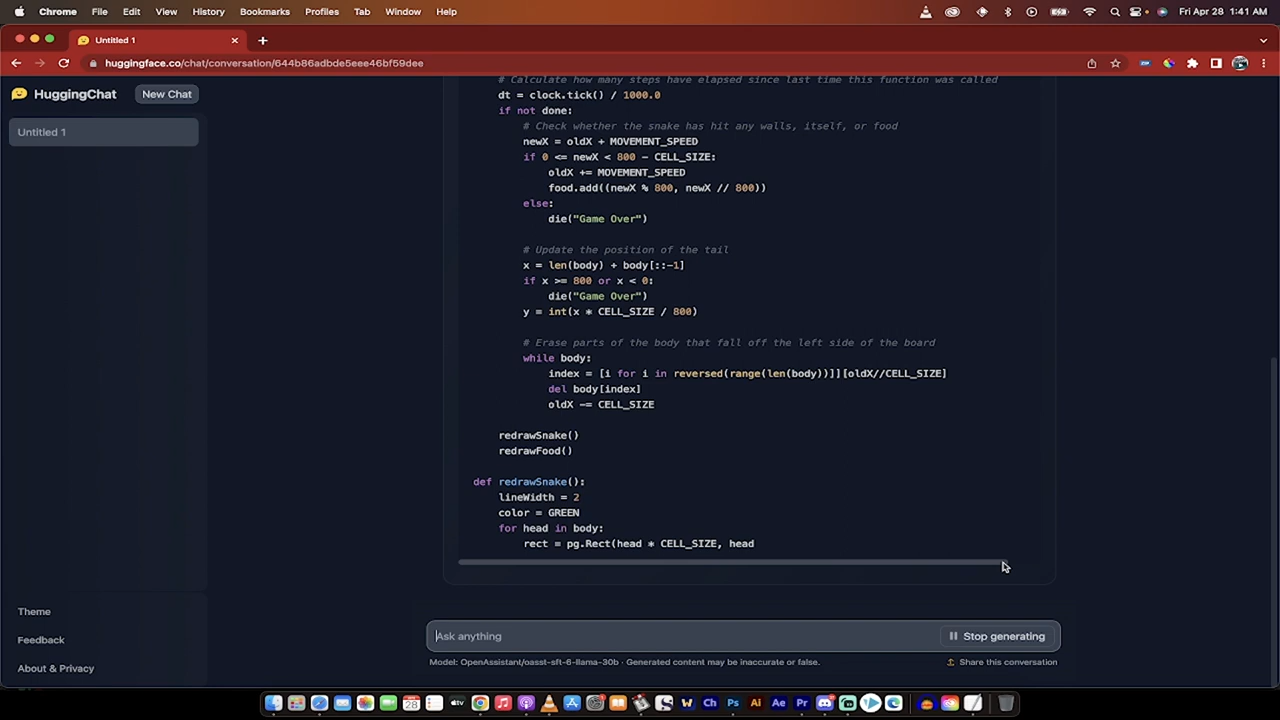 Chrome File Edit View History Bookmarks Profiles Tab Window Help Fri Apr 28 1:41 AM
Untitled 1
huggingface.co/chat/conversation/644b86adbde5eee46bf59dee
HuggingChat New Chat
Untitled 1
# Calculate how many steps have elapsed since last time this function was called
dt = clock.tick() / 1000.0
if not done:
# Check whether the snake has hit any walls, itself, or food
newX = oldX + MOVEMENT_SPEED
if 0 <= newX < 800 - CELL_SIZE:
oldX += MOVEMENT_SPEED
food.add((newX % 800, newX // 800))
else:
die("Game Over")
# Update the position of the tail
x = len(body) + body[::-1]
if x >= 800 or x < 0:
die("Game Over")
y = int(x * CELL_SIZE / 800)
# Erase parts of the body that fall off the left side of the board
while body:
index = [i for i in reversed(range(len(body))]][oldX//CELL_SIZE]
del body[index]
oldX -= CELL_SIZE
redrawSnake()
redrawFood()
def redrawSnake():
lineWidth = 2
color = GREEN
for head in body:
rect = pg.Rect(head * CELL_SIZE, head
Theme
Feedback
About & Privacy
Ask anything Stop generating
Model: OpenAssistant/oasst-sft-6-llama-30b · Generated content may be inaccurate or false. Share this conversation